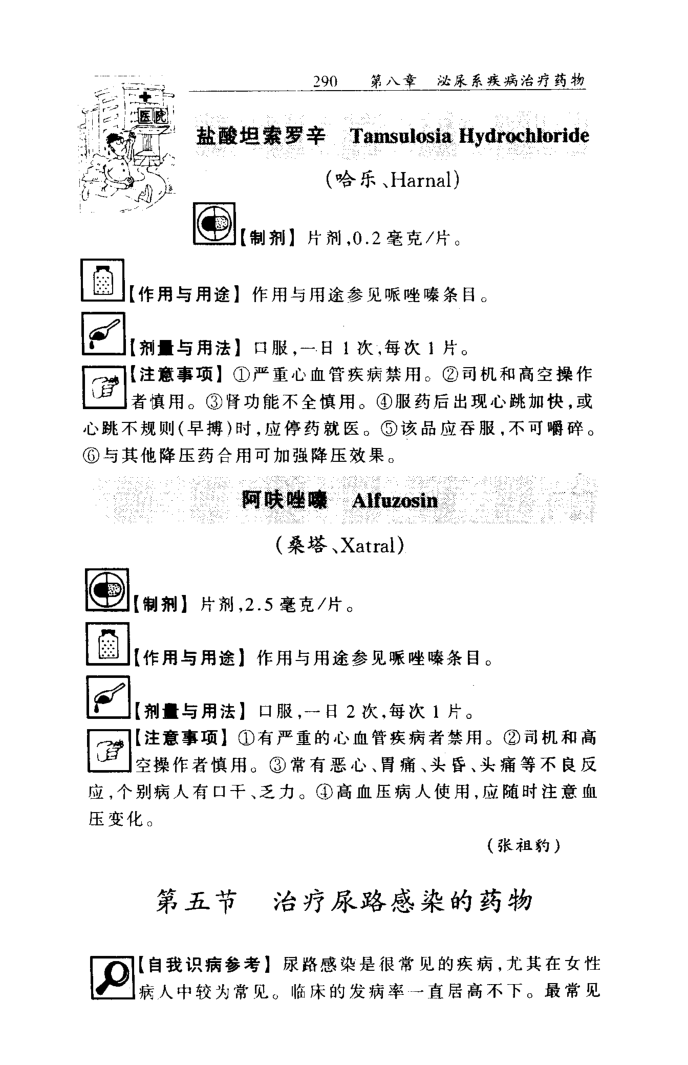 290 第八章 泌尿系疾病治疗药物
医院
盐酸坦索罗辛 Tamsulosia Hydrochloride
(哈乐、Harnal)
【制剂】片剂,0.2毫克/片。
【作用与用途】作用与用途参见哌唑嗪条目。
【剂量与用法】口服,一日1次,每次1片。
【注意事项】①严重心血管疾病禁用。②司机和高空操作
者慎用。③肾功能不全慎用。④服药后出现心跳加快,或
心跳不规则(早搏)时,应停药就医。⑤该品应吞服,不可嚼碎。
⑥与其他降压药合用可加强降压效果。
阿呋唑嗪 Alfuzosin
(桑塔、Xatral)
【制剂】片剂,2.5毫克/片。
【作用与用途】作用与用途参见哌唑嗪条目。
【剂量与用法】口服,一日2次,每次1片。
【注意事项】①有严重的心血管疾病者禁用。②司机和高
空操作者慎用。③常有恶心、胃痛、头昏、头痛等不良反
应,个别病人有口干、乏力。④高血压病人使用,应随时注意血
压变化。
(张祖豹)
第五节 治疗尿路感染的药物
【自我识病参考】尿路感染是很常见的疾病,尤其在女性
病人中较为常见。临床的发病率一直居高不下。最常见